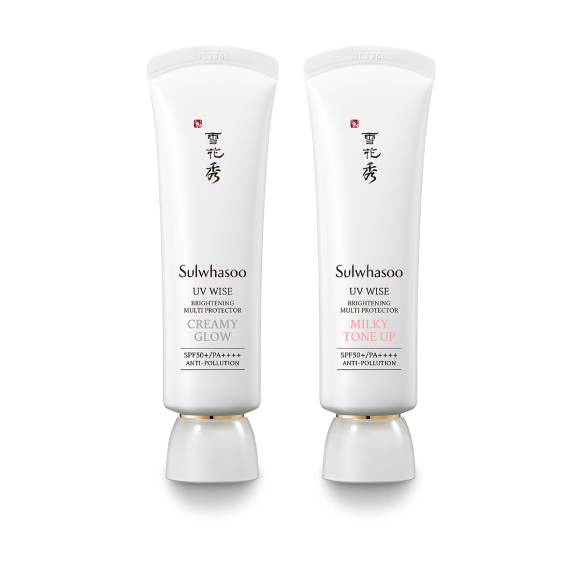 雪
花
秀
Sulwhasoo
UV WISE
BRIGHTENING
MULTI PROTECTOR
CREAMY
GLOW
SPF50+/PA++++
ANTI-POLLUTION
雪
花
秀
Sulwhasoo
UV WISE
BRIGHTENING
MULTI PROTECTOR
MILKY
TONE UP
SPF50+/PA++++
ANTI-POLLUTION